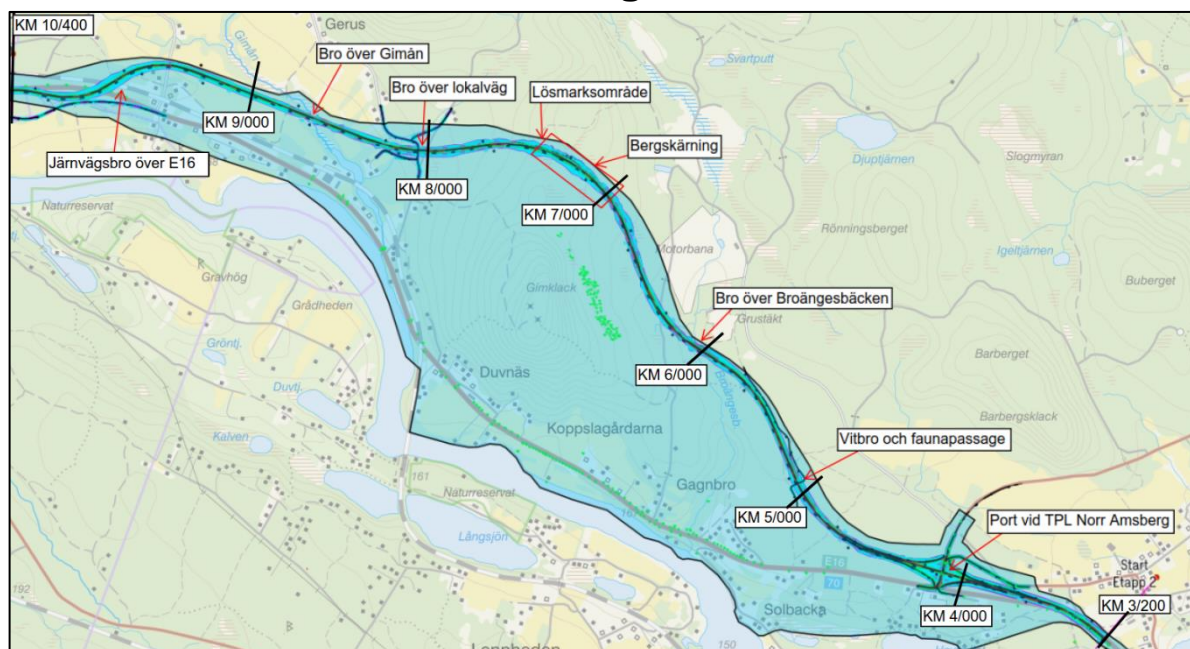 KM 10/400
Gerus
Gimån
Bro över Gimån
Svartputt
Bro över lokalväg
Lösmarksområde
KM 9/000
Bergskärning
Djuptjärnen
Slogmyran
Järnvägsbro över E16
KM 8/000
KM 7/000
Naturreservat
Rönningsberget
Igeltjärnen
Motorbana
Buberget
Gravhög
Grådheden
Gimklack
Bro över Broängesbäcken
Grustäkt
Gröntj.
KM 6/000
Barberget
Duvnäs
Duvtj.
Broängesb.
Barbergsklack
Koppslagårdarna
Kalven
Vitbro och faunapassage
161
Gagnbro
Naturreservat
KM 5/000
Port vid TPL Norr Amsberg
Långsjön
167
E16
70
Start
Etapp 2
192
Solbacka
KM 4/000
KM 3/200
150